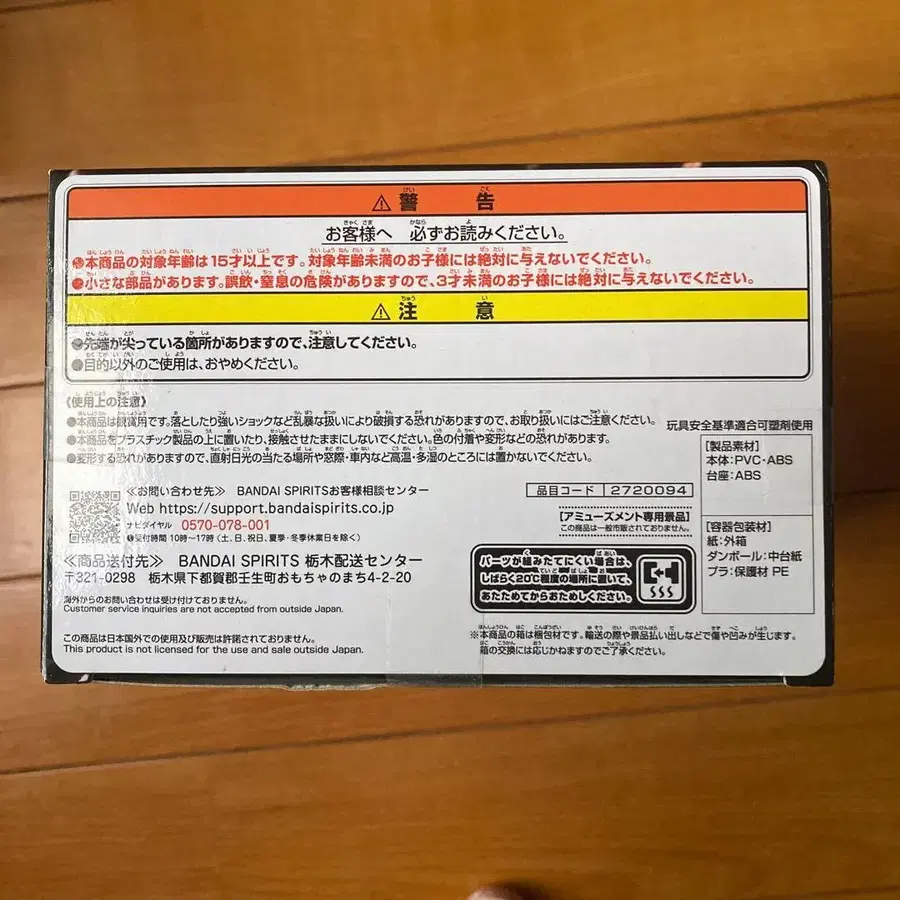 ⚠警告
お客様へ 必ずお読みください。
●本商品の対象年齢は15才以上です。対象年齢未満のお子様には絶対に与えないでください。
●小さな部品があります。誤飲・窒息の危険がありますので、3才未満のお子様には絶対に与えないでください。
⚠注意
●先端が尖っている箇所がありますので、注意してください。
●目的以外のご使用は、おやめください。
《使用上の注意》
●本商品は観賞用です。落としたり強いショックなど乱暴な扱いにより破損する恐れがありますので、お取り扱いにはご注意ください。
●本商品をプラスチック製品の上に置いたり、接触させたままにしないでください。色の付着や変形などの恐れがあります。
●変形する恐れがありますので、直射日光の当たる場所や窓際・車内など高温・多湿のところには置かないでください。
玩具安全基準適合可塑剤使用
[製品素材]
本体:PVC・ABS
台座:ABS
[容器包装材]
紙:外箱
ダンボール:中台紙
プラ:保護材 PE
≪お問い合わせ先≫ BANDAI SPIRITSお客様相談センター
Web https://support.bandaispirits.co.jp
ナビダイヤル 0570-078-001
●受付時間 10時〜17時 (土、日、祝日、夏季・冬季休業日を除く)
品目コード 2720094
[アミューズメント専用景品]
この商品は一般市販されておりません。
≪商品送付先≫ BANDAI SPIRITS 栃木配送センター
〒321-0298 栃木県下都賀郡壬生町おもちゃのまち4-2-20
パーツが組みたてにくい場合は、
しばらく20℃程度の場所に置いて、
あたためてからおためしください。
海外からのお問い合わせは受け付けておりません。
Customer service inquiries are not accepted from outside Japan.
この商品は日本国外での使用及び販売は許諾されておりません。
This product is not licensed for the use and sale outside Japan.
※本商品の箱は梱包材です。輸送の際や景品払い出しなどで傷や凹みが生じます。
箱の交換には応じかねますのでご了承ください。